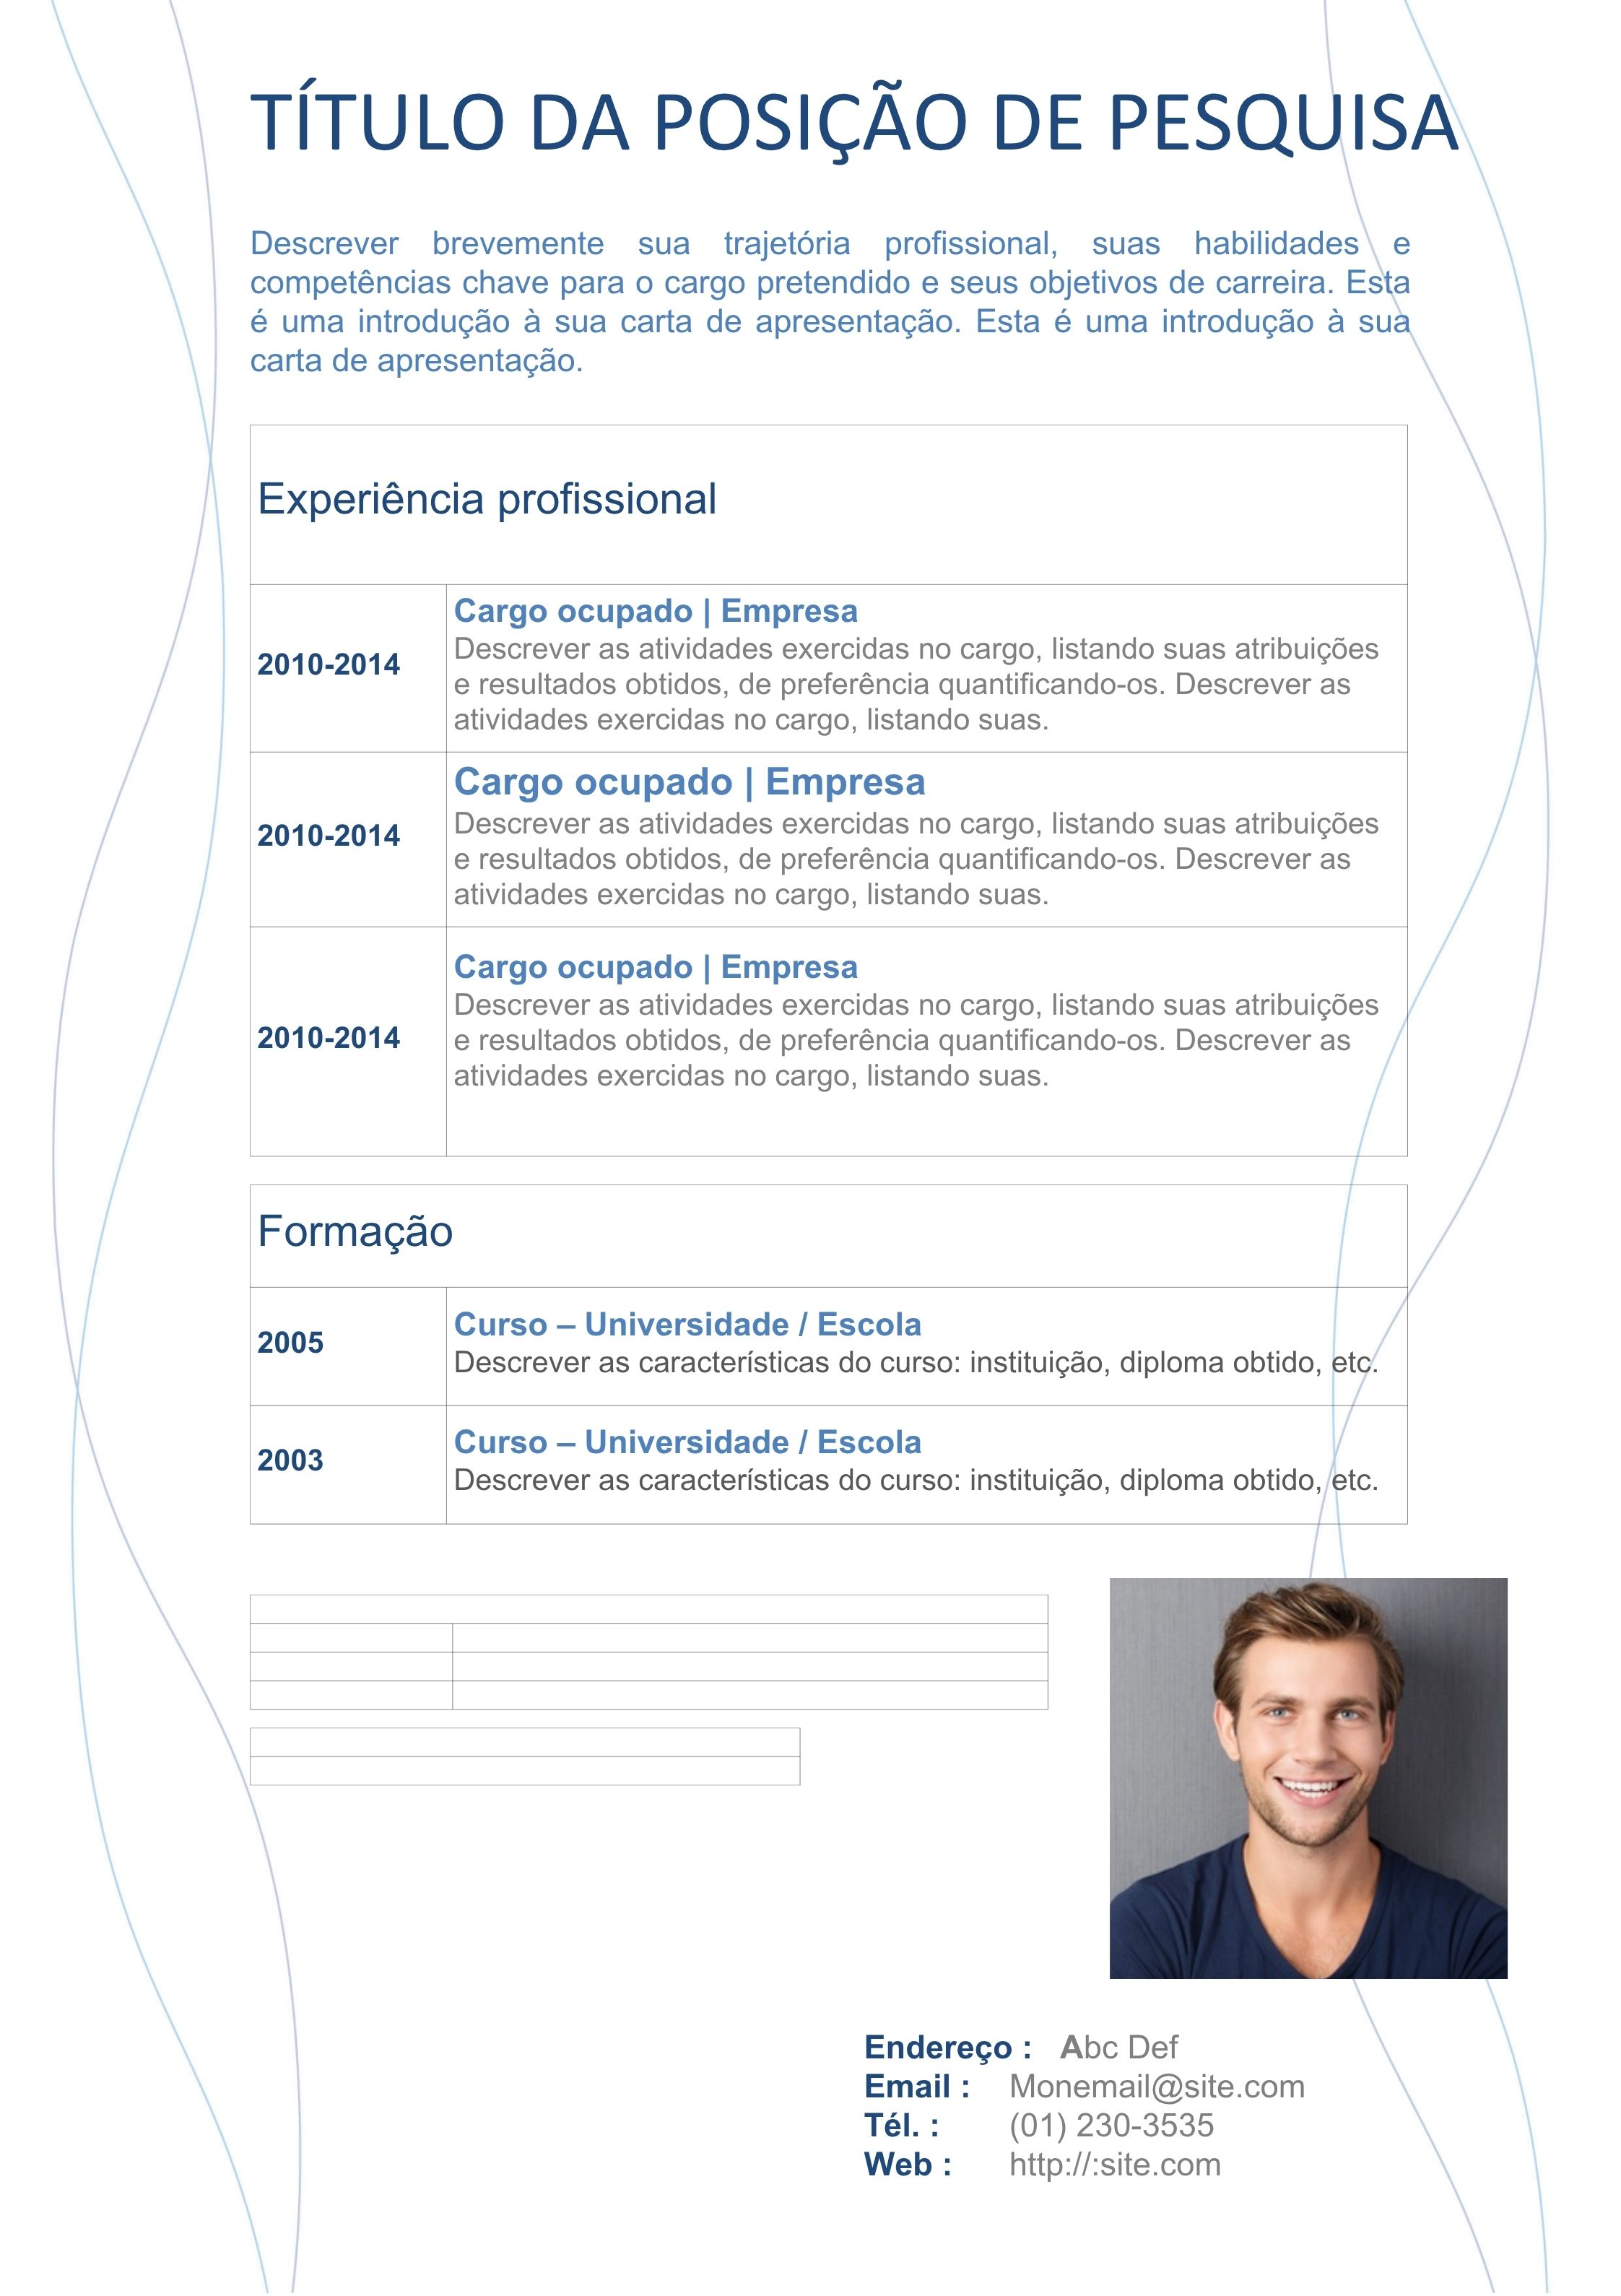 TÍTULO DA POSIÇÃO DE PESQUISA
Descrever brevemente sua trajetória profissional, suas habilidades e
competências chave para o cargo pretendido e seus objetivos de carreira. Esta
é uma introdução à sua carta de apresentação. Esta é uma introdução à sua
carta de apresentação.
Experiência profissional
2010-2014
Cargo ocupado | Empresa
Descrever as atividades exercidas no cargo, listando suas atribuições
e resultados obtidos, de preferência quantificando-os. Descrever as
atividades exercidas no cargo, listando suas.
2010-2014
Cargo ocupado | Empresa
Descrever as atividades exercidas no cargo, listando suas atribuições
e resultados obtidos, de preferência quantificando-os. Descrever as
atividades exercidas no cargo, listando suas.
2010-2014
Cargo ocupado | Empresa
Descrever as atividades exercidas no cargo, listando suas atribuições
e resultados obtidos, de preferência quantificando-os. Descrever as
atividades exercidas no cargo, listando suas.
Formação
2005
Curso – Universidade / Escola
Descrever as características do curso: instituição, diploma obtido, etc.
2003
Curso – Universidade / Escola
Descrever as características do curso: instituição, diploma obtido, etc.
Endereço : Abc Def
Email : Monemail@site.com
Tél. : (01) 230-3535
Web : http://:site.com